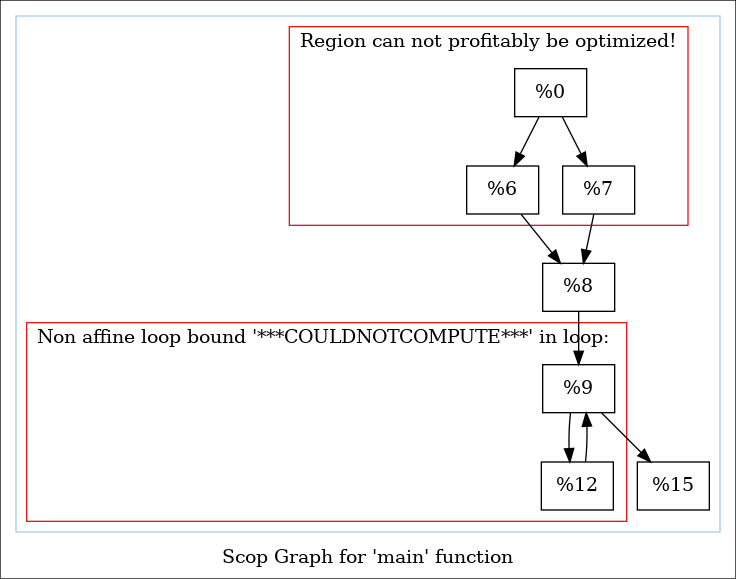 Region can not profitably be optimized!
%0
%6
%7
%8
Non affine loop bound '***COULDNOTCOMPUTE***' in loop:
%9
%12
%15
Scop Graph for 'main' function